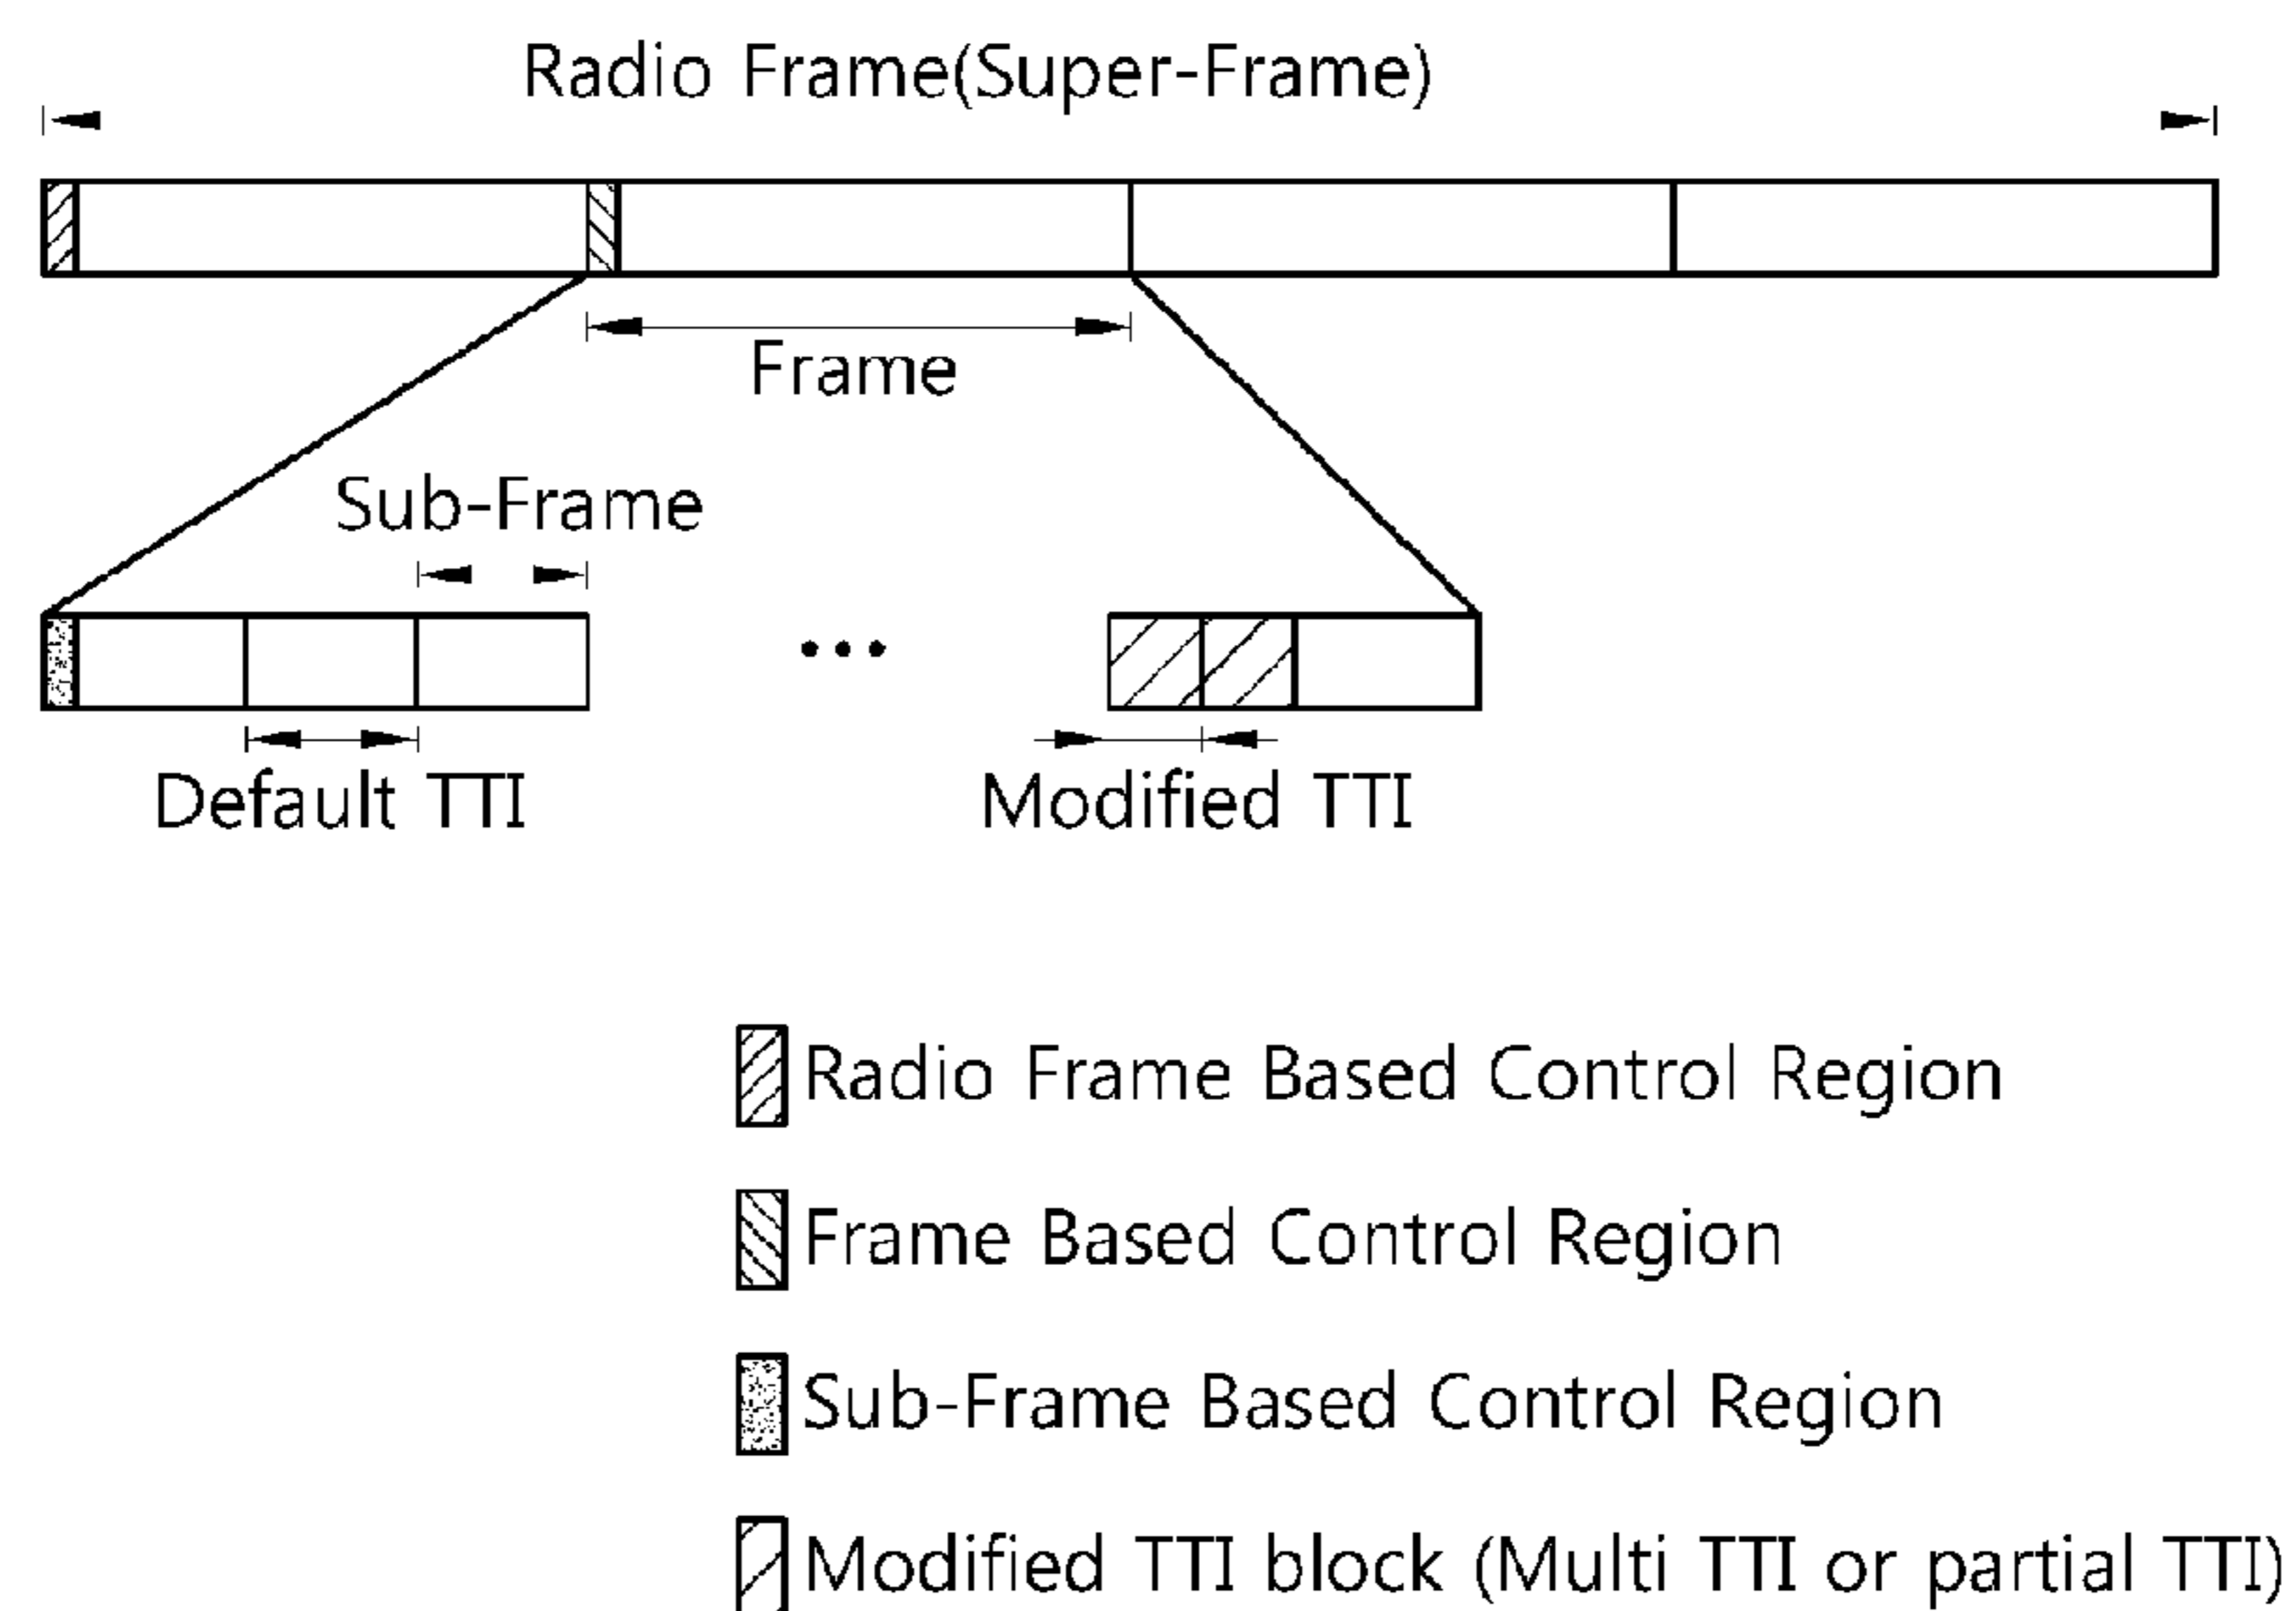 Radio Frame(Super-Frame)
Frame
Sub-Frame
Default TTI
Modified TTI
Radio Frame Based Control Region
Frame Based Control Region
Sub-Frame Based Control Region
Modified TTI block (Multi TTI or partial TTI)